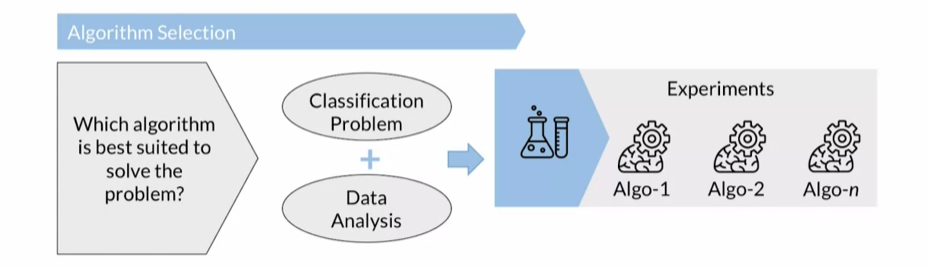 Algorithm Selection
Which algorithm
is best suited to
solve the
problem?
Classification
Problem
+
Data
Analysis
Experiments
Algo-1
Algo-2
Algo-n